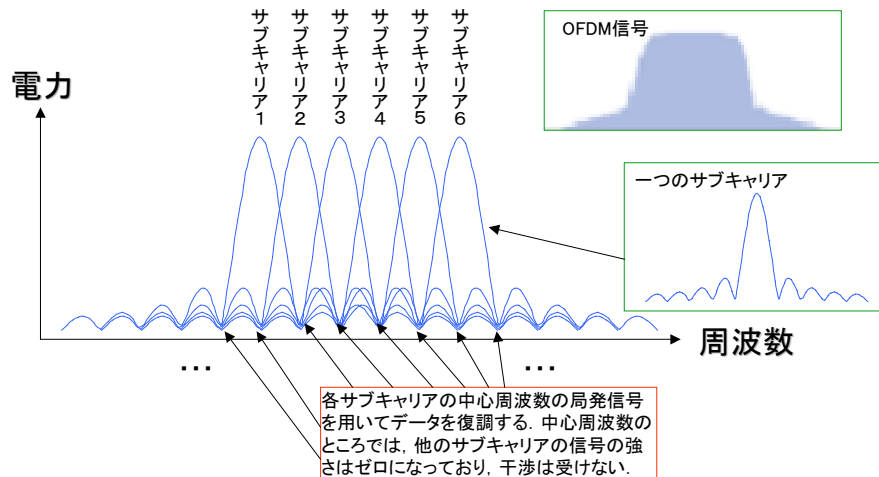 サブキャリア1
サブキャリア2
サブキャリア3
サブキャリア4
サブキャリア5
サブキャリア6
OFDM信号
電力
一つのサブキャリア
周波数
…
…
各サブキャリアの中心周波数の局発信号
を用いてデータを復調する．中心周波数の
ところでは，他のサブキャリアの信号の強
さはゼロになっており，干渉は受けない．